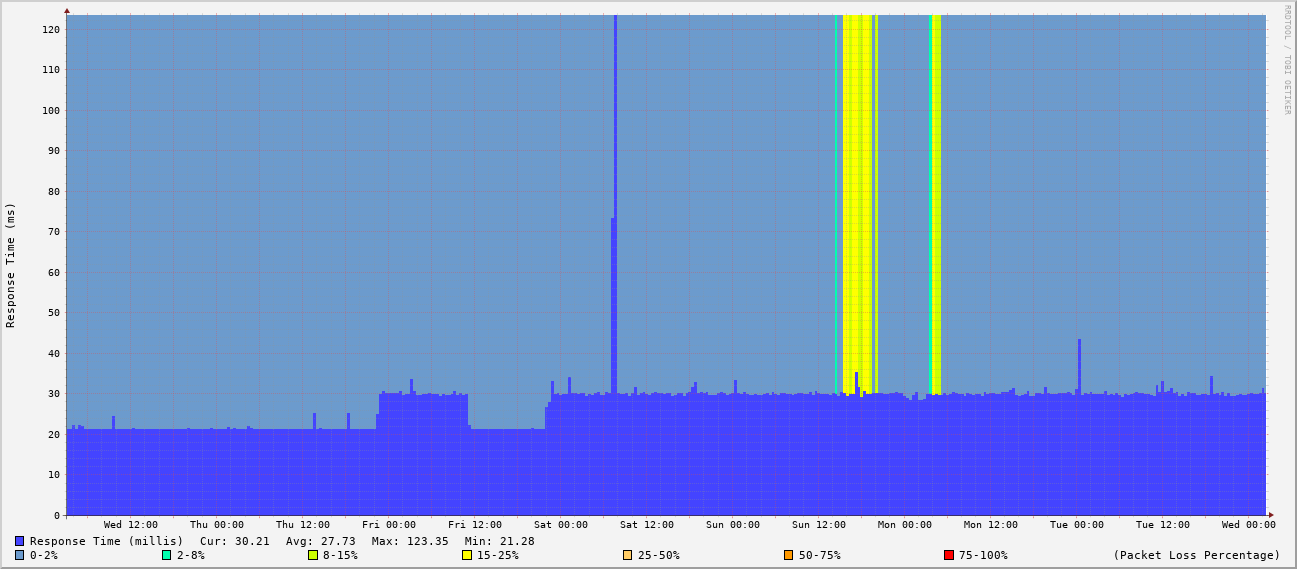 RRDTOOL / TOBI OETIKER
Response Time (ms)
120
110
100
90
80
70
60
50
40
30
20
10
0
Wed 12:00 Thu 00:00 Thu 12:00 Fri 00:00 Fri 12:00 Sat 00:00 Sat 12:00 Sun 00:00 Sun 12:00 Mon 00:00 Mon 12:00 Tue 00:00 Tue 12:00 Wed 00:00
Response Time (millis) Cur: 30.21 Avg: 27.73 Max: 123.35 Min: 21.28
0-2% 2-8% 8-15% 15-25% 25-50% 50-75% 75-100% (Packet Loss Percentage)